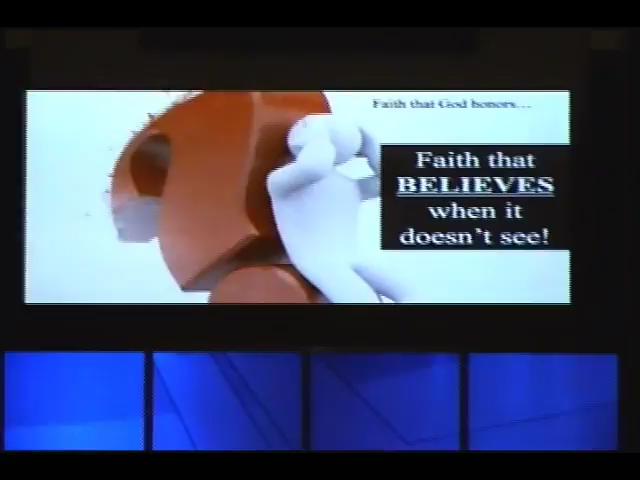 Faith that God honors...
Faith that
BELIEVES
when it
doesn't see!